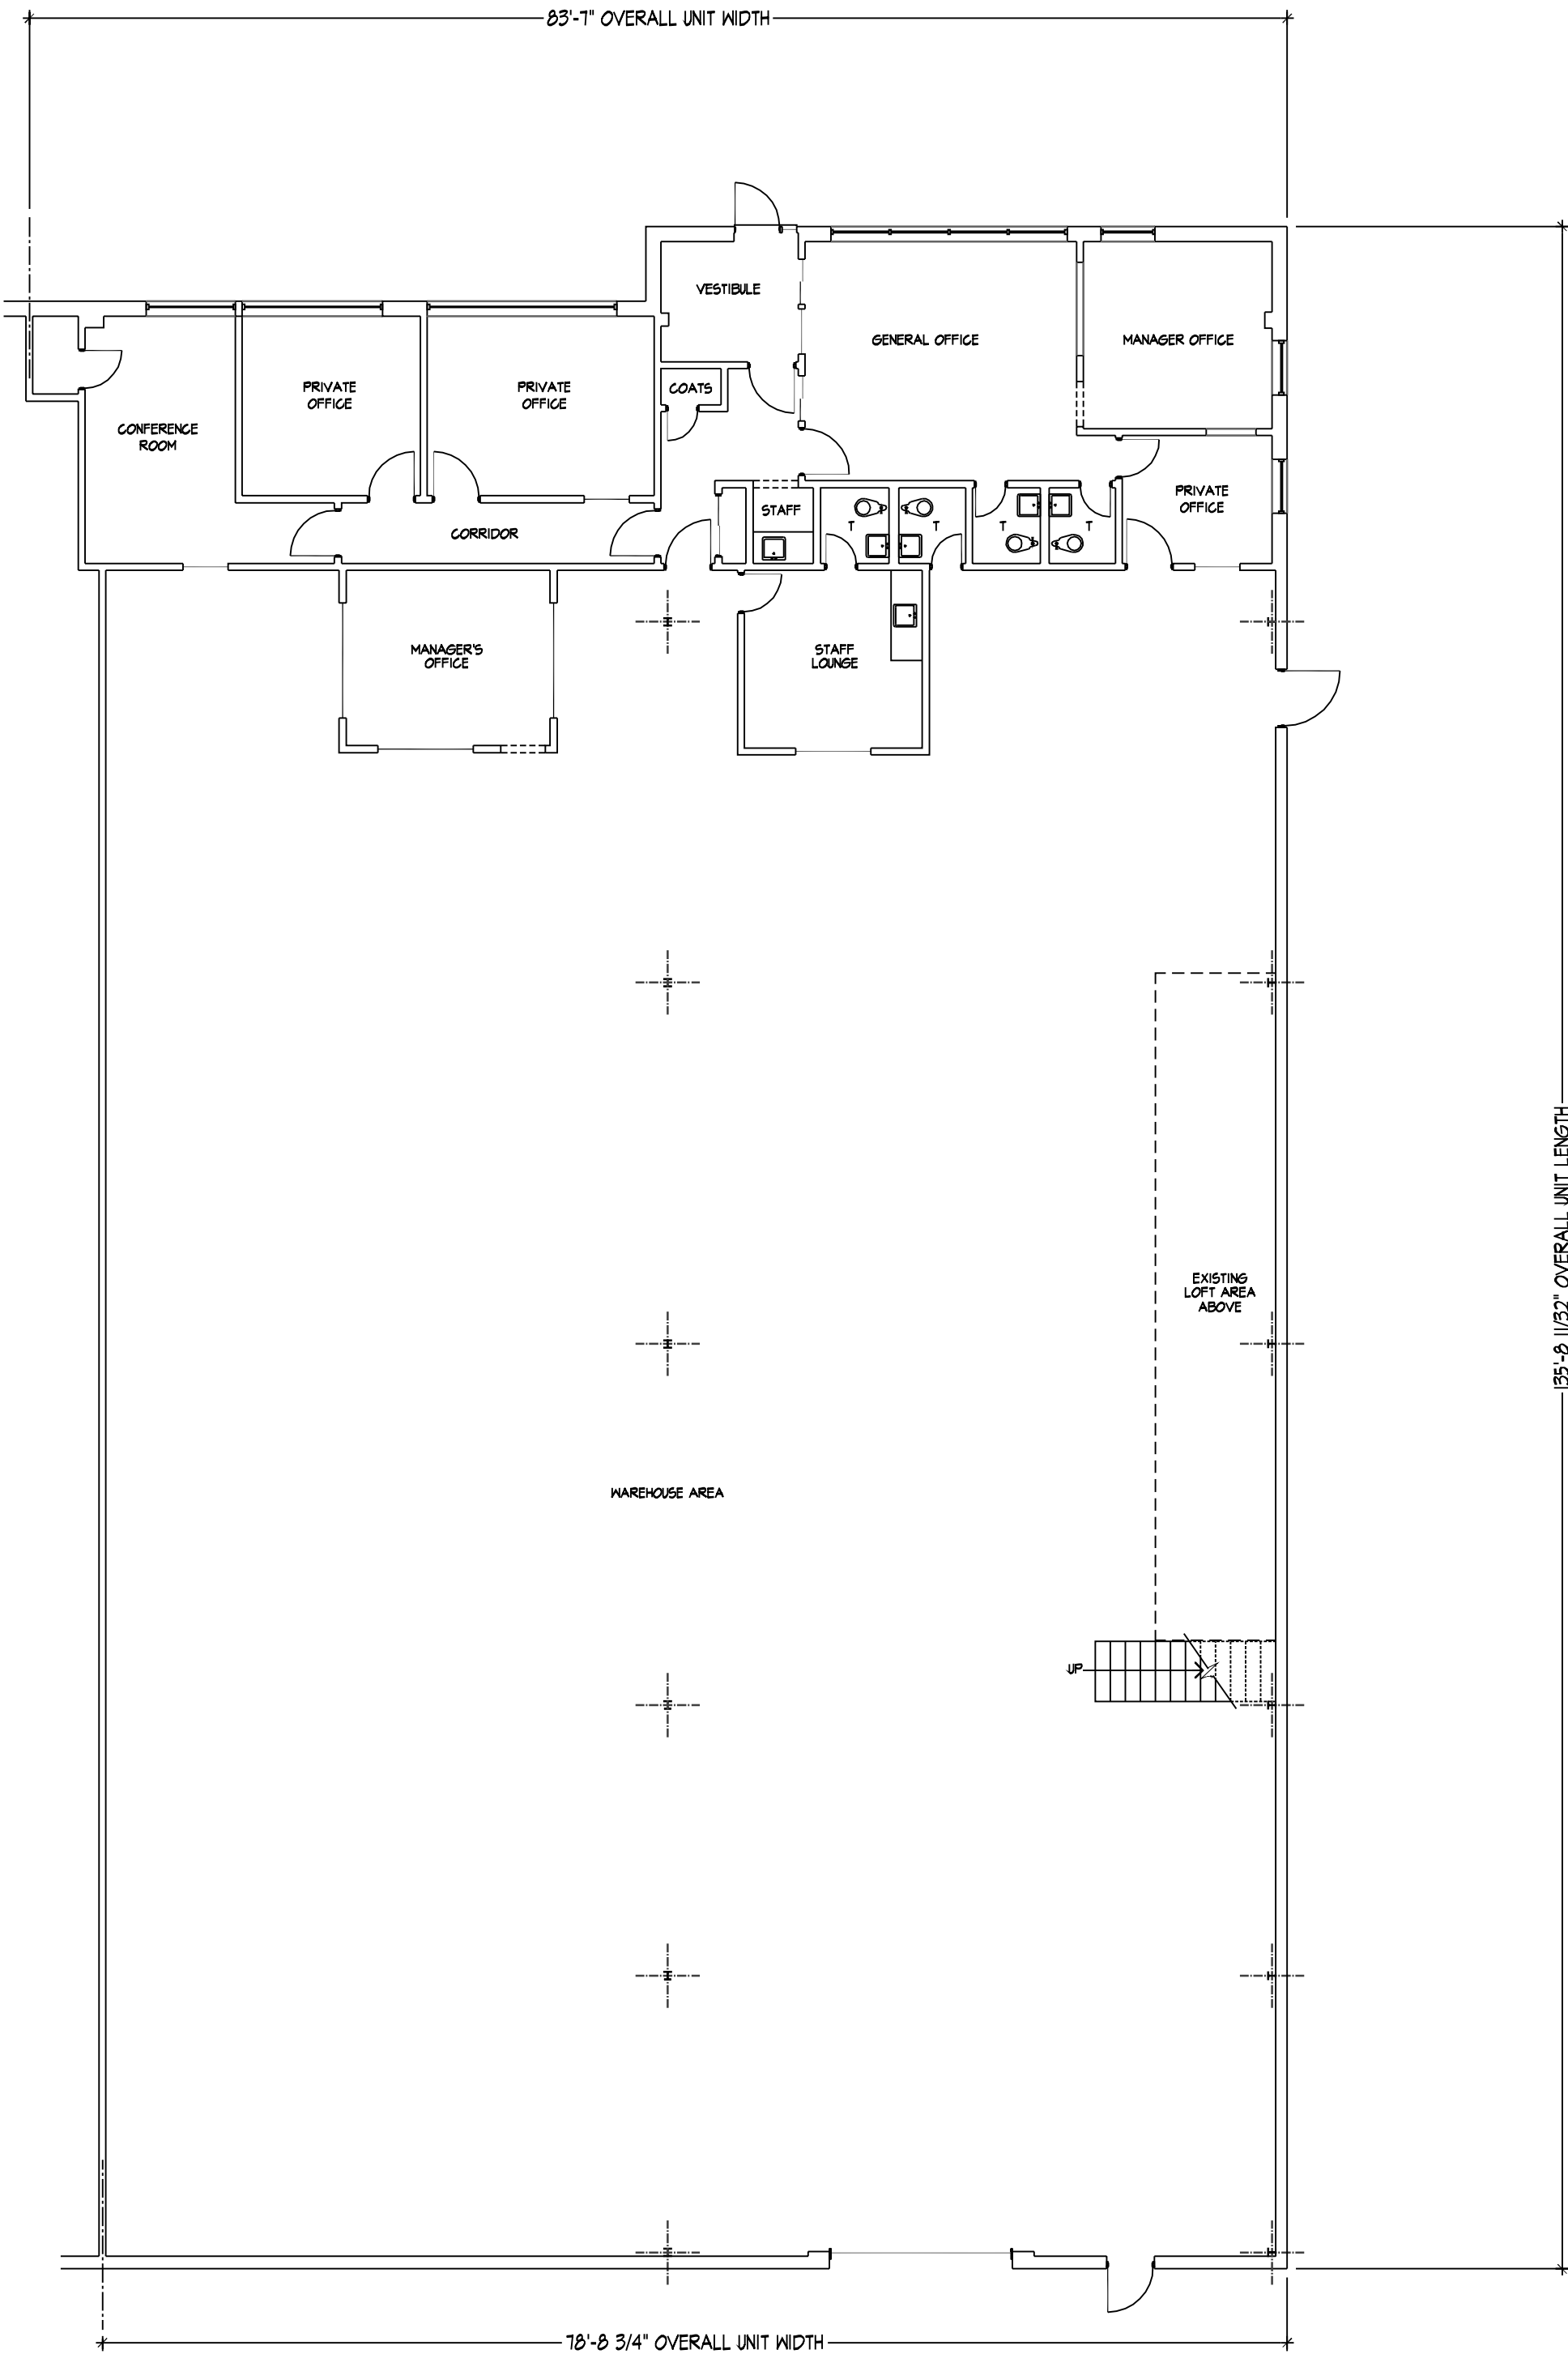 83'-7" OVERALL UNIT WIDTH
VESTIBULE
GENERAL OFFICE
MANAGER OFFICE
PRIVATE
OFFICE
PRIVATE
OFFICE
COATS
CONFERENCE
ROOM
PRIVATE
OFFICE
STAFF
T
T
T
T
CORRIDOR
MANAGER'S
OFFICE
STAFF
LOUNGE
135'-8 11/32" OVERALL UNIT LENGTH
EXISTING
LOFT AREA
ABOVE
WAREHOUSE AREA
UP
78'-8 3/4" OVERALL UNIT WIDTH